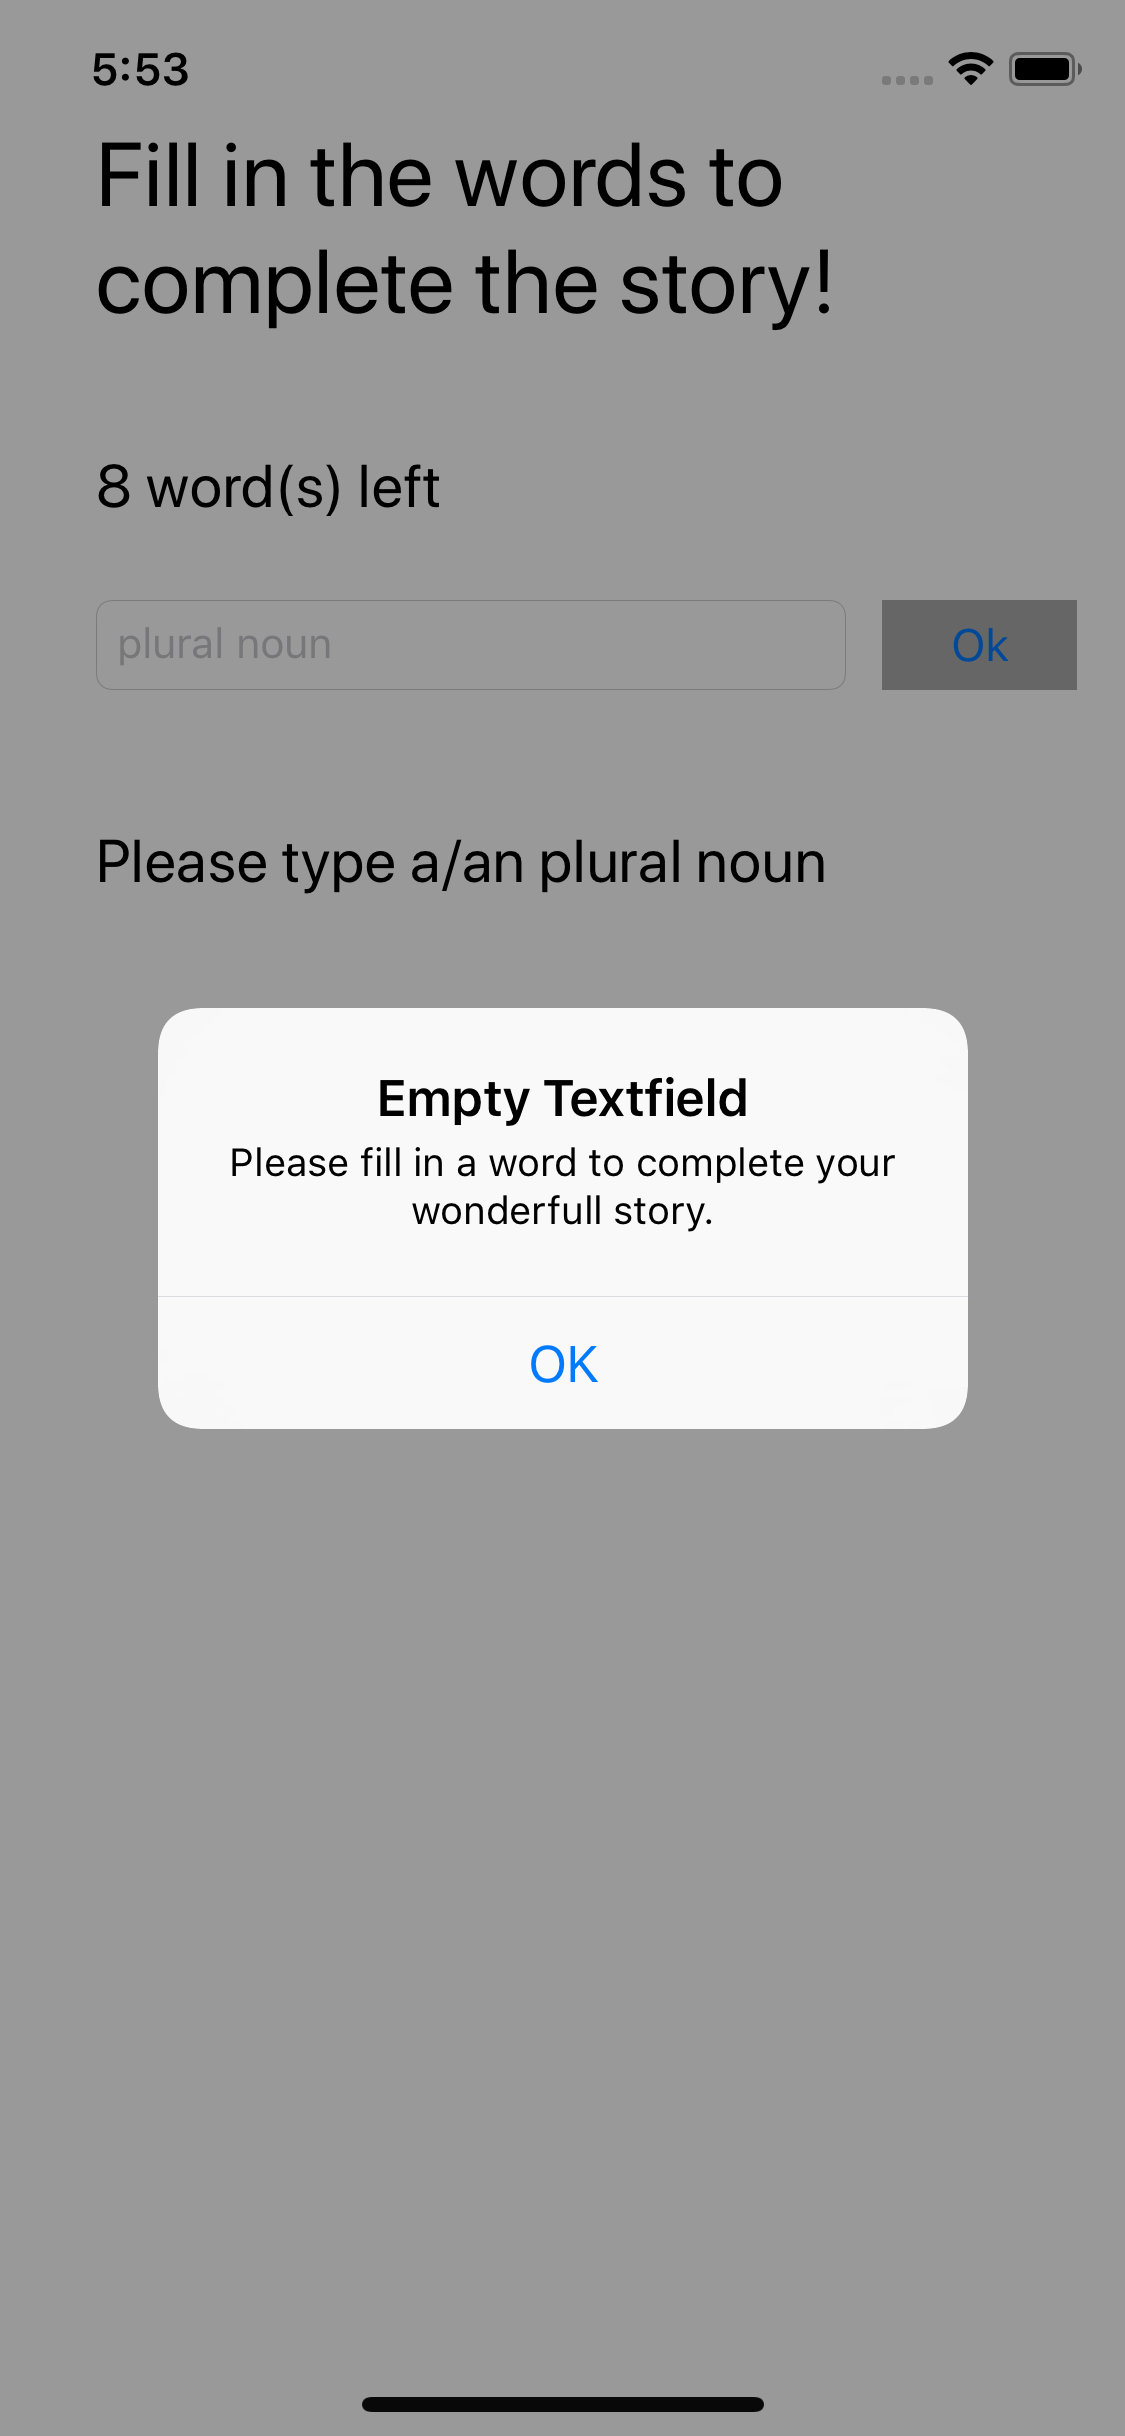 5:53
Fill in the words to
complete the story!
8 word(s) left
plural noun
Ok
Please type a/an plural noun
Empty Textfield
Please fill in a word to complete your
wonderfull story.
OK